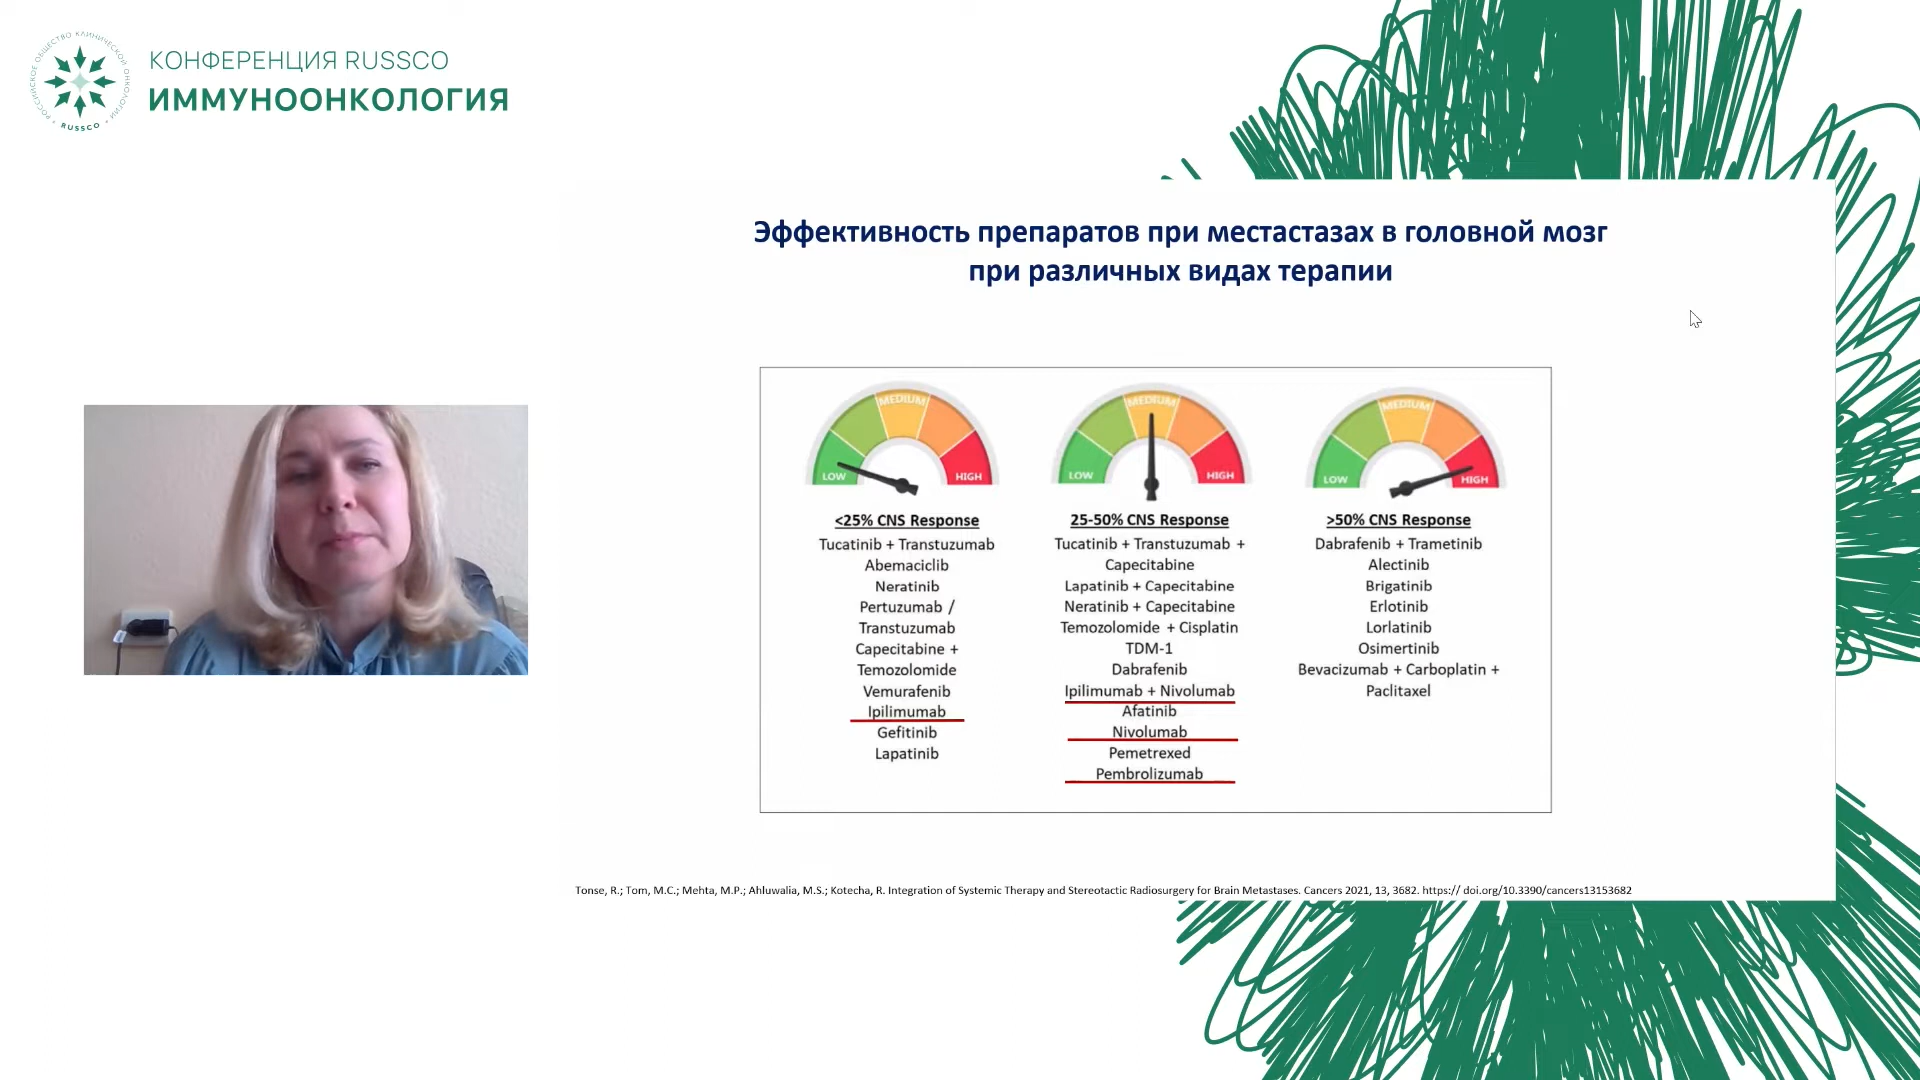 РОССИЙСКОЕ ОБЩЕСТВО КЛИНИЧЕСКОЙ ОНКОЛОГИИ
• RUSSCO •
КОНФЕРЕНЦИЯ RUSSCO
ИММУНООНКОЛОГИЯ
Эффективность препаратов при местастазах в головной мозг
при различных видах терапии
LOW MEDIUM HIGH
<25% CNS Response
Tucatinib + Transtuzumab
Abemaciclib
Neratinib
Pertuzumab /
Transtuzumab
Capecitabine +
Temozolomide
Vemurafenib
Ipilimumab
Gefitinib
Lapatinib
LOW MEDIUM HIGH
25-50% CNS Response
Tucatinib + Transtuzumab +
Capecitabine
Lapatinib + Capecitabine
Neratinib + Capecitabine
Temozolomide + Cisplatin
TDM-1
Dabrafenib
Ipilimumab + Nivolumab
Afatinib
Nivolumab
Pemetrexed
Pembrolizumab
LOW MEDIUM HIGH
>50% CNS Response
Dabrafenib + Trametinib
Alectinib
Brigatinib
Erlotinib
Lorlatinib
Osimertinib
Bevacizumab + Carboplatin +
Paclitaxel
Tonse, R.; Tom, M.C.; Mehta, M.P.; Ahluwalia, M.S.; Kotecha, R. Integration of Systemic Therapy and Stereotactic Radiosurgery for Brain Metastases. Cancers 2021, 13, 3682. https:// doi.org/10.3390/cancers13153682